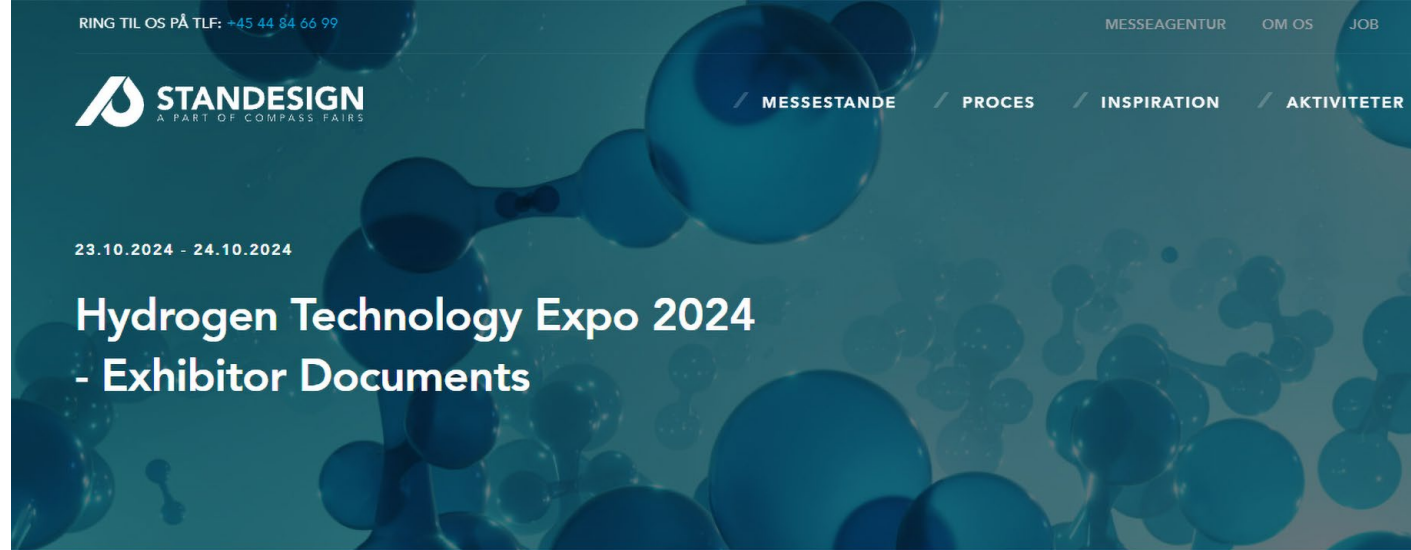 RING TIL OS PÅ TLF: +45 44 84 66 99
MESSEAGENTUR OM OS JOB
STANDESIGN
A PART OF COMPASS FAIRS
/ MESSESTANDE / PROCES / INSPIRATION / AKTIVITETER
23.10.2024 - 24.10.2024
Hydrogen Technology Expo 2024
- Exhibitor Documents